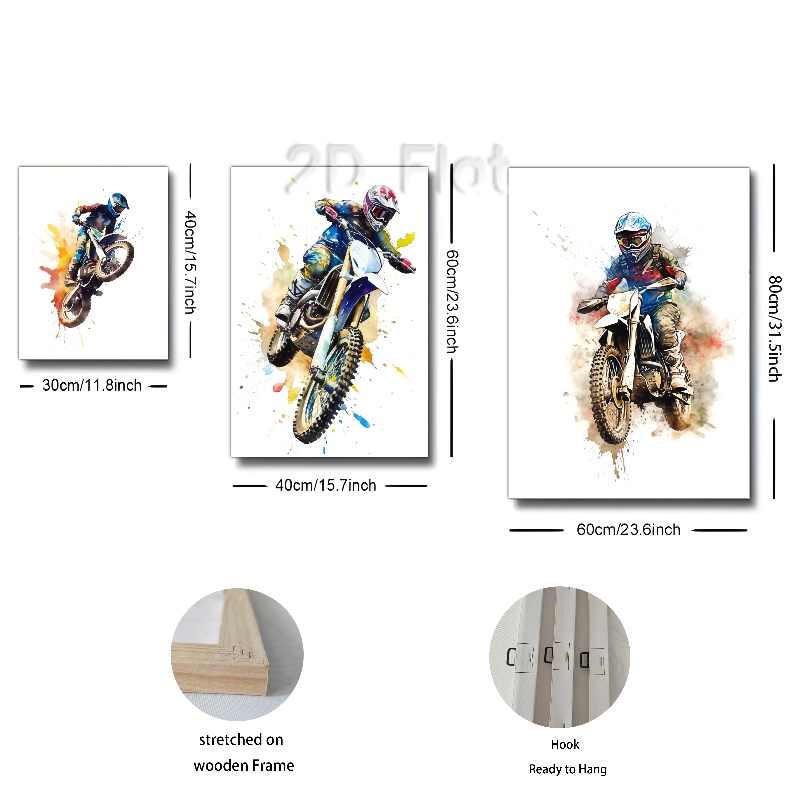 2D Flat
40cm/15.7inch
30cm/11.8inch
60cm/23.6inch
40cm/15.7inch
80cm/31.5inch
60cm/23.6inch
stretched on
wooden Frame
Hook
Ready to Hang